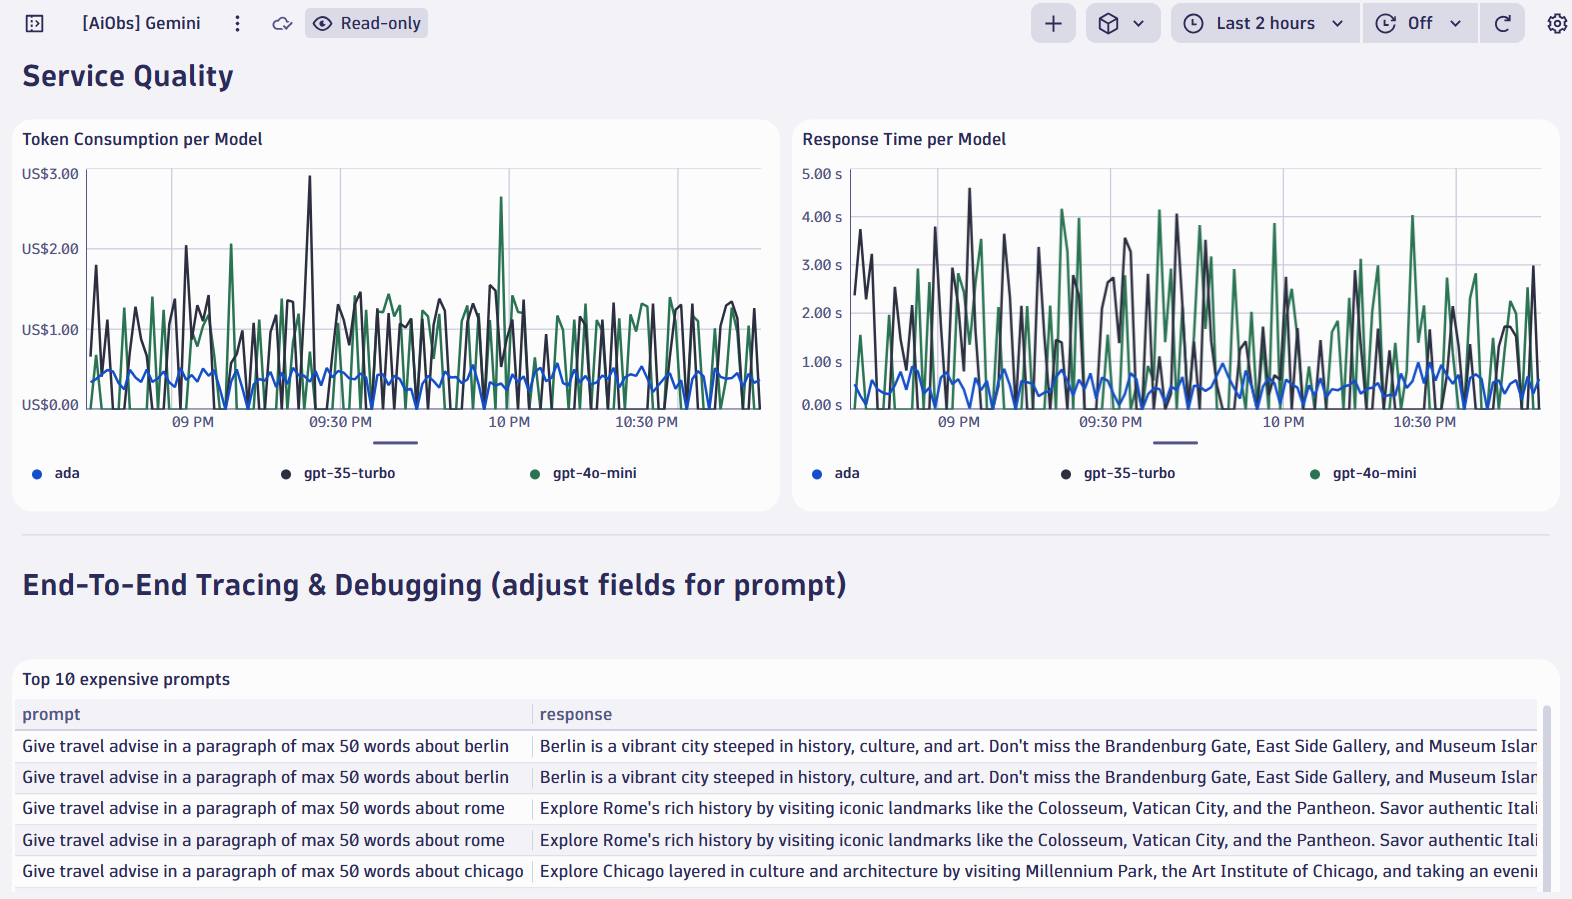 [AiObs] Gemini
Read-only
Last 2 hours
Off
Service Quality
Token Consumption per Model
US$3.00
US$2.00
US$1.00
US$0.00
09 PM
09:30 PM
10 PM
10:30 PM
ada
gpt-35-turbo
gpt-4o-mini
Response Time per Model
5.00 s
4.00 s
3.00 s
2.00 s
1.00 s
0.00 s
09 PM
09:30 PM
10 PM
10:30 PM
ada
gpt-35-turbo
gpt-4o-mini
End-To-End Tracing & Debugging (adjust fields for prompt)
Top 10 expensive prompts
prompt response
Give travel advise in a paragraph of max 50 words about berlin Berlin is a vibrant city steeped in history, culture, and art. Don't miss the Brandenburg Gate, East Side Gallery, and Museum Islan
Give travel advise in a paragraph of max 50 words about berlin Berlin is a vibrant city steeped in history, culture, and art. Don't miss the Brandenburg Gate, East Side Gallery, and Museum Islan
Give travel advise in a paragraph of max 50 words about rome Explore Rome's rich history by visiting iconic landmarks like the Colosseum, Vatican City, and the Pantheon. Savor authentic Itali
Give travel advise in a paragraph of max 50 words about rome Explore Rome's rich history by visiting iconic landmarks like the Colosseum, Vatican City, and the Pantheon. Savor authentic Itali
Give travel advise in a paragraph of max 50 words about chicago Explore Chicago layered in culture and architecture by visiting Millennium Park, the Art Institute of Chicago, and taking an evenin